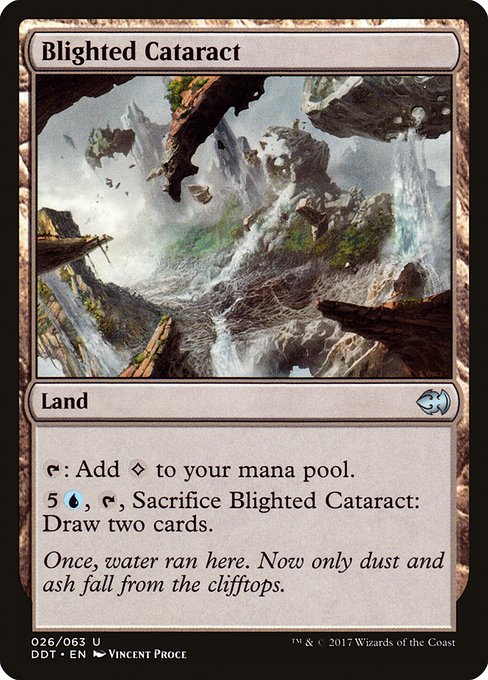 Blighted Cataract
Land
: Add to your mana pool.
5, , Sacrifice Blighted Cataract:
Draw two cards.
Once, water ran here. Now only dust and
ash fall from the clifftops.
026/063 U
DDT • EN Vincent Proce
™ & © 2017 Wizards of the Coast